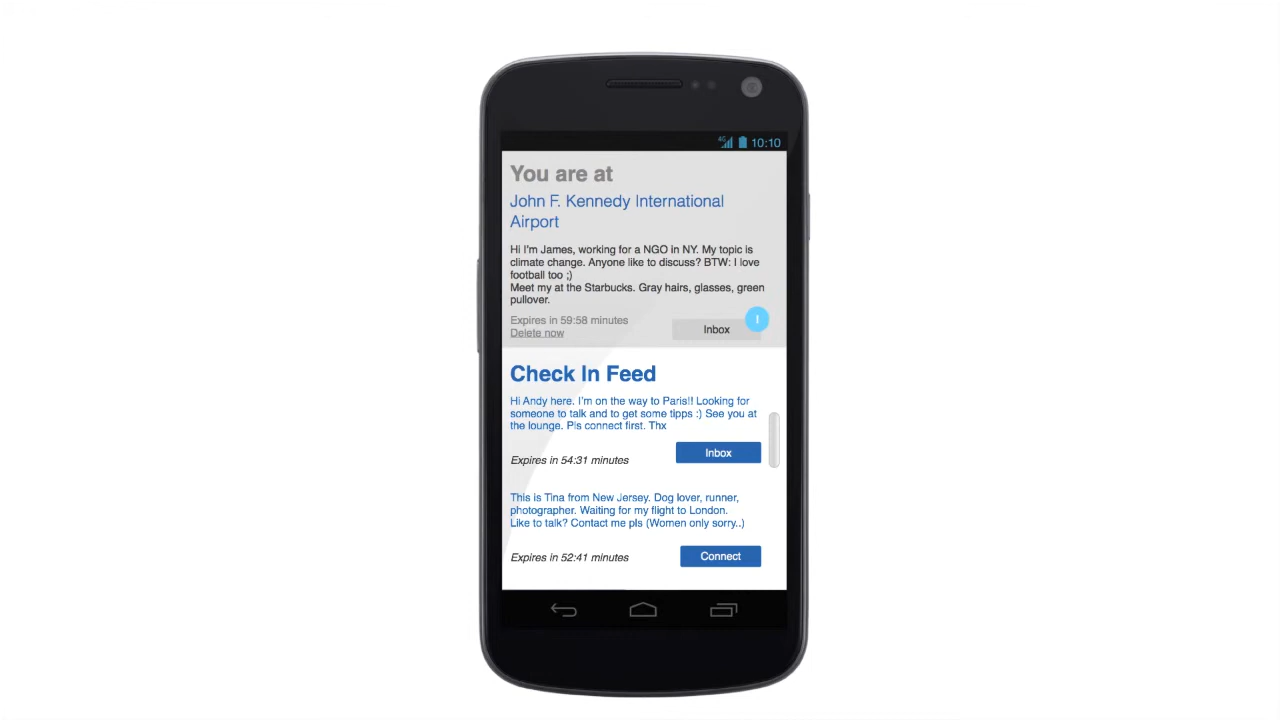 4G 10:10
You are at
John F. Kennedy International
Airport
Hi I'm James, working for a NGO in NY. My topic is
climate change. Anyone like to discuss? BTW: I love
football too ;)
Meet my at the Starbucks. Gray hairs, glasses, green
pullover.
Expires in 59:58 minutes
Delete now
Inbox
1
Check In Feed
Hi Andy here. I'm on the way to Paris!! Looking for
someone to talk and to get some tipps :) See you at
the lounge. Pls connect first. Thx
Inbox
Expires in 54:31 minutes
This is Tina from New Jersey. Dog lover, runner,
photographer. Waiting for my flight to London.
Like to talk? Contact me pls (Women only sorry..)
Connect
Expires in 52:41 minutes